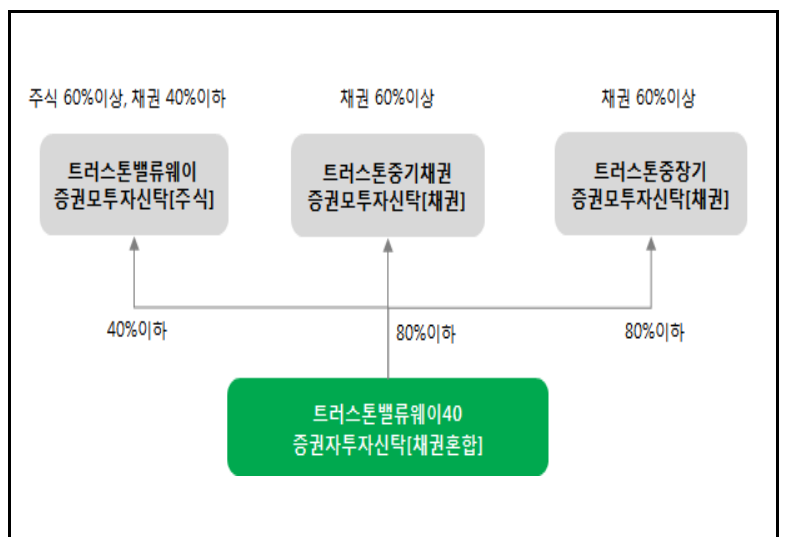 주식 60%이상, 채권 40%이하
채권 60%이상
채권 60%이상
트러스톤밸류웨이
증권모투자신탁[주식]
트러스톤중기채권
증권모투자신탁[채권]
트러스톤중장기
증권모투자신탁[채권]
40%이하
80%이하
80%이하
트러스톤밸류웨이40
증권자투자신탁[채권혼합]